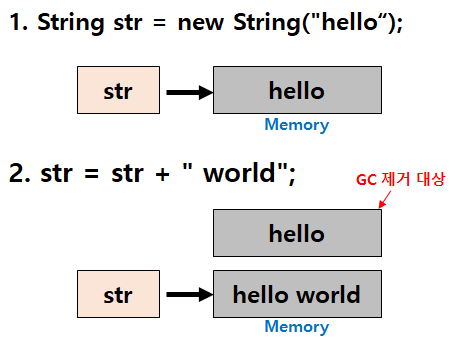 1. String str = new String("hello“);
str
hello
Memory
2. str = str + " world";
GC 제거 대상
hello
str
hello world
Memory